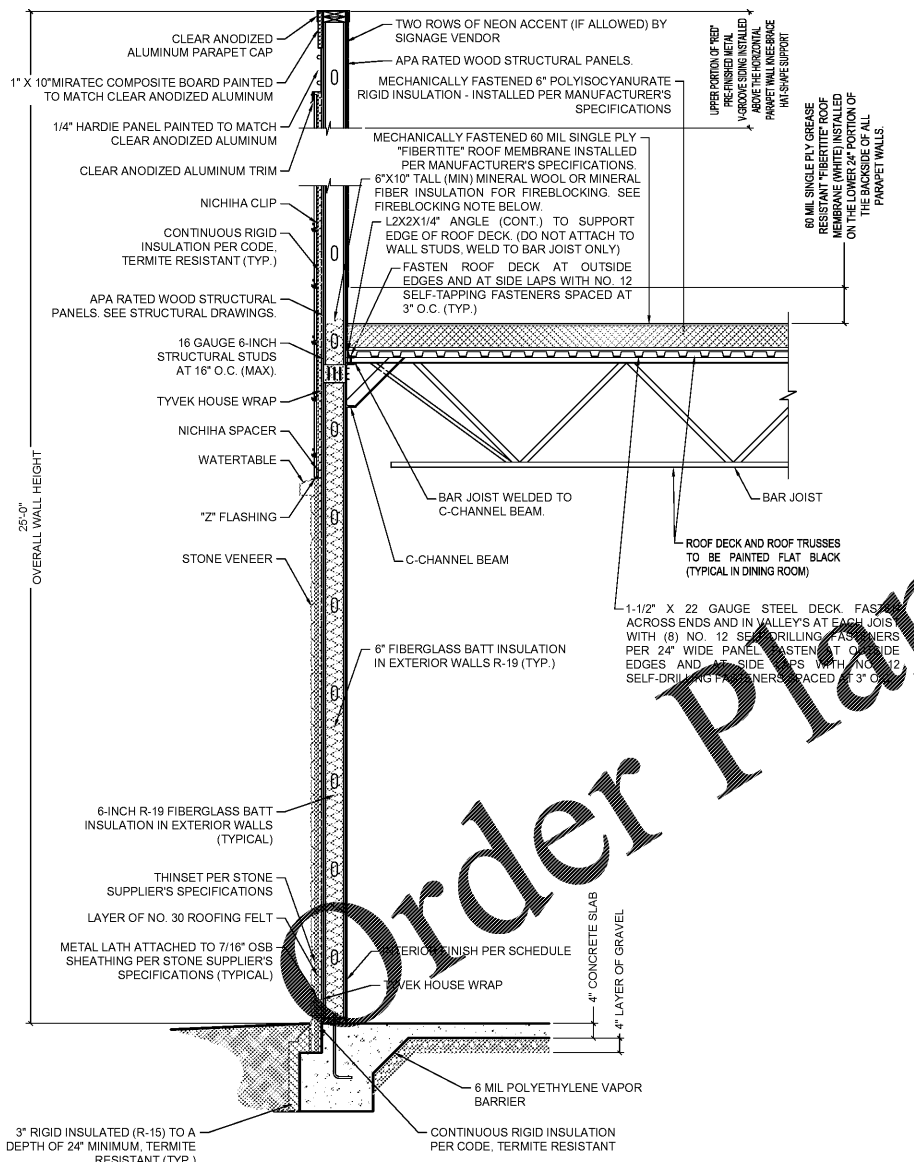 CLEAR ANODIZED
ALUMINUM PARAPET CAP
1" X 10"MIRATEC COMPOSITE BOARD PAINTED
TO MATCH CLEAR ANODIZED ALUMINUM
1/4" HARDIE PANEL PAINTED TO MATCH
CLEAR ANODIZED ALUMINUM
CLEAR ANODIZED ALUMINUM TRIM
NICHIHA CLIP
CONTINUOUS RIGID
INSULATION PER CODE,
TERMITE RESISTANT (TYP.)
APA RATED WOOD STRUCTURAL
PANELS. SEE STRUCTURAL DRAWINGS.
16 GAUGE 6-INCH
STRUCTURAL STUDS
AT 16" O.C. (MAX).
TYVEK HOUSE WRAP
NICHIHA SPACER
WATERTABLE
"Z" FLASHING
STONE VENEER
25'-0"
OVERALL WALL HEIGHT
6-INCH R-19 FIBERGLASS BATT
INSULATION IN EXTERIOR WALLS
(TYPICAL)
THINSET PER STONE
SUPPLIER'S SPECIFICATIONS
LAYER OF NO. 30 ROOFING FELT
METAL LATH ATTACHED TO 7/16" OSB
SHEATHING PER STONE SUPPLIER'S
SPECIFICATIONS (TYPICAL)
3" RIGID INSULATED (R-15) TO A
DEPTH OF 24" MINIMUM, TERMITE
RESISTANT (TYP.)
TWO ROWS OF NEON ACCENT (IF ALLOWED) BY
SIGNAGE VENDOR
APA RATED WOOD STRUCTURAL PANELS.
MECHANICALLY FASTENED 6" POLYISOCYANURATE
RIGID INSULATION - INSTALLED PER MANUFACTURER'S
SPECIFICATIONS
MECHANICALLY FASTENED 60 MIL SINGLE PLY
"FIBERTITE" ROOF MEMBRANE INSTALLED
PER MANUFACTURER'S SPECIFICATIONS.
6"X10" TALL (MIN) MINERAL WOOL OR MINERAL
FIBER INSULATION FOR FIREBLOCKING. SEE
FIREBLOCKING NOTE BELOW.
L2X2X1/4" ANGLE (CONT.) TO SUPPORT
EDGE OF ROOF DECK. (DO NOT ATTACH TO
WALL STUDS, WELD TO BAR JOIST ONLY)
FASTEN ROOF DECK AT OUTSIDE
EDGES AND AT SIDE LAPS WITH NO. 12
SELF-TAPPING FASTENERS SPACED AT
3" O.C. (TYP.)
UPPER PORTION OF "RED"
PRE-FINISHED METAL
V-GROOVE SIDING INSTALLED
ABOVE THE HORIZONTAL
PARAPET WALL KNEE-BRACE
HAT-SHAPE SUPPORT
60 MIL SINGLE PLY GREASE
RESISTANT "FIBERTITE" ROOF
MEMBRANE (WHITE) INSTALLED
ON THE LOWER 24" PORTION OF
THE BACKSIDE OF ALL
PARAPET WALLS.
BAR JOIST WELDED TO
C-CHANNEL BEAM.
BAR JOIST
C-CHANNEL BEAM
ROOF DECK AND ROOF TRUSSES
TO BE PAINTED FLAT BLACK
(TYPICAL IN DINING ROOM)
1-1/2" X 22 GAUGE STEEL DECK. FASTEN
ACROSS ENDS AND IN VALLEY'S AT EACH JOIST
WITH (8) NO. 12 SELF-DRILLING FASTENERS
PER 24" WIDE PANEL. FASTEN AT OUTSIDE
EDGES AND AT SIDE LAPS WITH NO. 12
SELF-DRILLING FASTENERS SPACED AT 3"
6" FIBERGLASS BATT INSULATION
IN EXTERIOR WALLS R-19 (TYP.)
INTERIOR FINISH PER SCHEDULE
TYVEK HOUSE WRAP
4" CONCRETE SLAB
4" LAYER OF GRAVEL
6 MIL POLYETHYLENE VAPOR
BARRIER
CONTINUOUS RIGID INSULATION
PER CODE, TERMITE RESISTANT
Order Plan